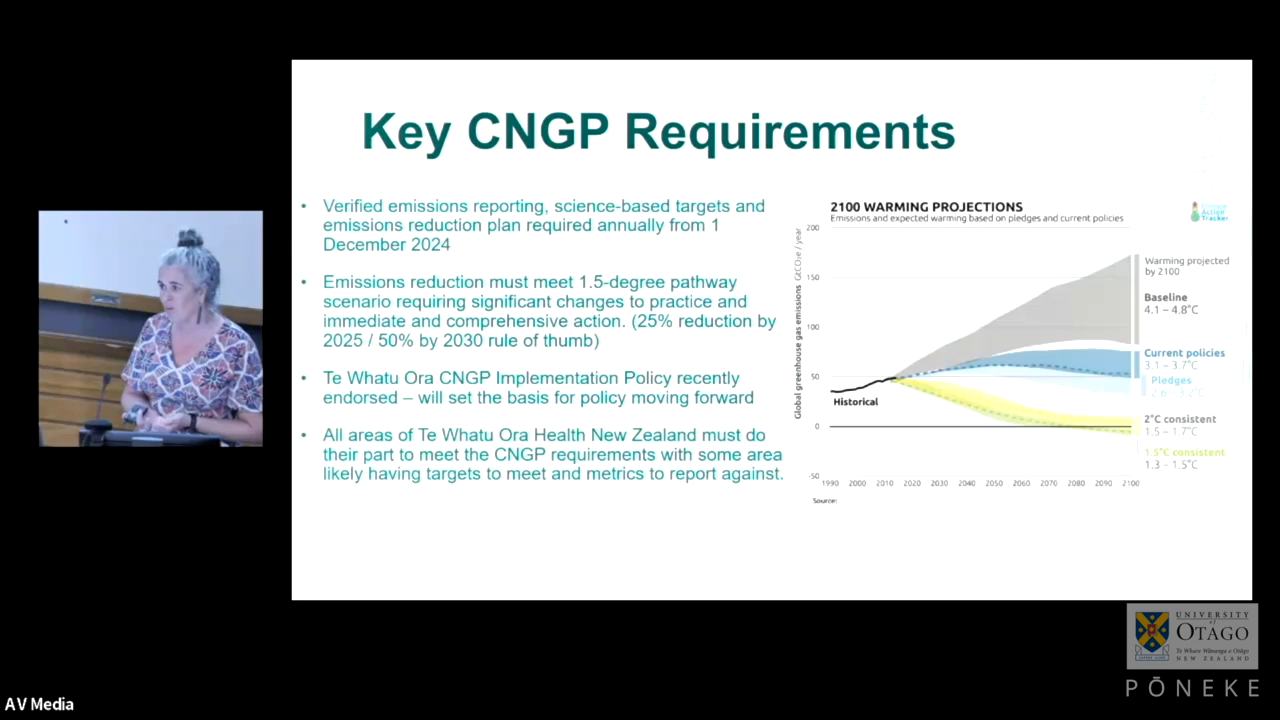 Key CNGP Requirements
• Verified emissions reporting, science-based targets and
emissions reduction plan required annually from 1
December 2024
• Emissions reduction must meet 1.5-degree pathway
scenario requiring significant changes to practice and
immediate and comprehensive action. (25% reduction by
2025 / 50% by 2030 rule of thumb)
• Te Whatu Ora CNGP Implementation Policy recently
endorsed – will set the basis for policy moving forward
• All areas of Te Whatu Ora Health New Zealand must do
their part to meet the CNGP requirements with some area
likely having targets to meet and metrics to report against.
2100 WARMING PROJECTIONS
Emissions and expected warming based on pledges and current policies
Climate
Action
Tracker
Global greenhouse gas emissions GtCO₂e / year
200
150
100
50
0
-50
Historical
1990 2000 2010 2020 2030 2040 2050 2060 2070 2080 2090 2100
Warming projected
by 2100
Baseline
4.1 – 4.8°C
Current policies
3.1 – 3.7°C
Pledges
2.6 – 3.2°C
2°C consistent
1.5 – 1.7°C
1.5°C consistent
1.3 – 1.5°C
Source:
UNIVERSITY
of
OTAGO
Te Whare Wānanga o Otāgo
NEW ZEALAND
PŌNEKE
AV Media